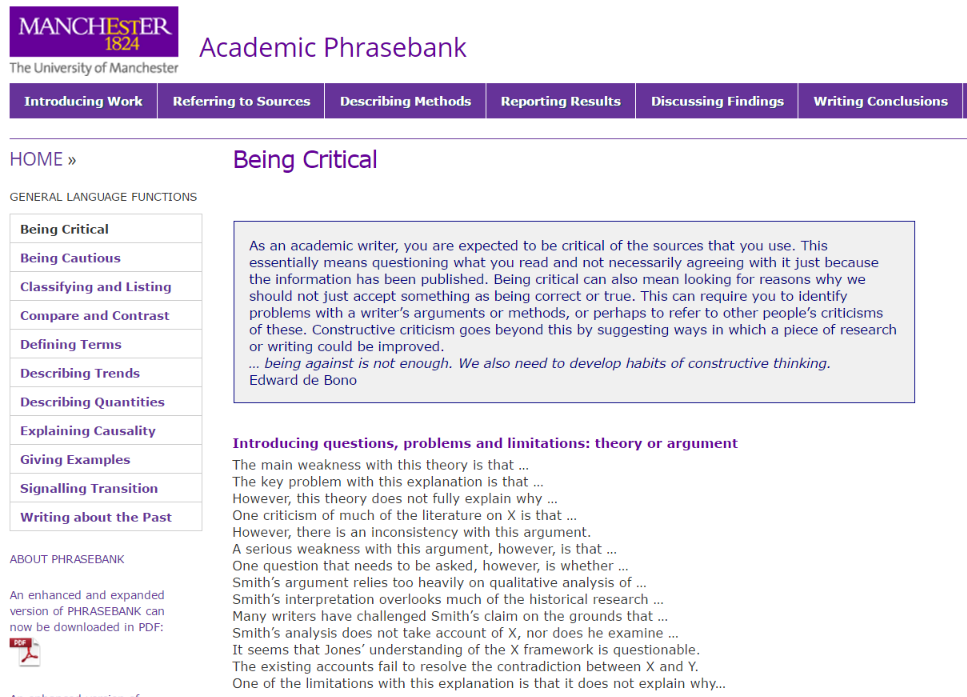 MANCHESTER
1824
The University of Manchester
Academic Phrasebank
Introducing Work
Referring to Sources
Describing Methods
Reporting Results
Discussing Findings
Writing Conclusions
HOME »
GENERAL LANGUAGE FUNCTIONS
Being Critical
Being Cautious
Classifying and Listing
Compare and Contrast
Defining Terms
Describing Trends
Describing Quantities
Explaining Causality
Giving Examples
Signalling Transition
Writing about the Past
ABOUT PHRASEBANK
An enhanced and expanded
version of PHRASEBANK can
now be downloaded in PDF:
PDF
Being Critical
As an academic writer, you are expected to be critical of the sources that you use. This
essentially means questioning what you read and not necessarily agreeing with it just because
the information has been published. Being critical can also mean looking for reasons why we
should not just accept something as being correct or true. This can require you to identify
problems with a writer’s arguments or methods, or perhaps to refer to other people’s criticisms
of these. Constructive criticism goes beyond this by suggesting ways in which a piece of research
or writing could be improved.
… being against is not enough. We also need to develop habits of constructive thinking.
Edward de Bono
Introducing questions, problems and limitations: theory or argument
The main weakness with this theory is that …
The key problem with this explanation is that …
However, this theory does not fully explain why …
One criticism of much of the literature on X is that …
However, there is an inconsistency with this argument.
A serious weakness with this argument, however, is that …
One question that needs to be asked, however, is whether …
Smith’s argument relies too heavily on qualitative analysis of …
Smith’s interpretation overlooks much of the historical research …
Many writers have challenged Smith’s claim on the grounds that …
Smith’s analysis does not take account of X, nor does he examine …
It seems that Jones’ understanding of the X framework is questionable.
The existing accounts fail to resolve the contradiction between X and Y.
One of the limitations with this explanation is that it does not explain why…